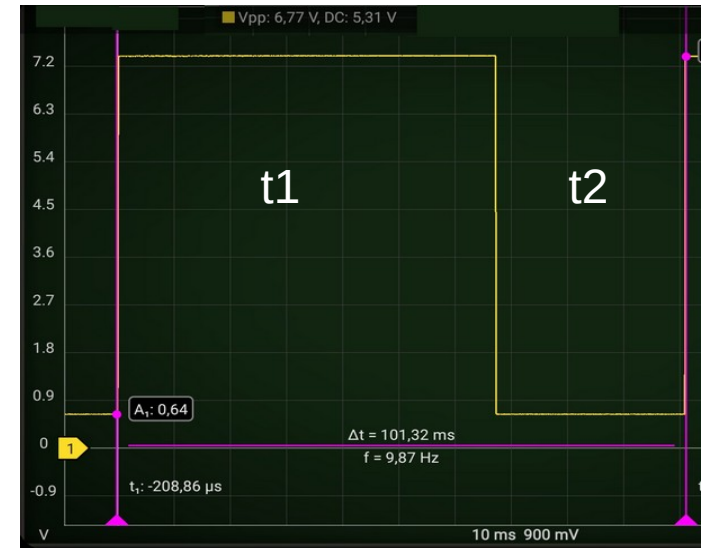 Vpp: 6,77 V, DC: 5,31 V
7.2
6.3
5.4
t1 t2
4.5
3.6
2.7
1.8
0.9
A₁: 0,64
Δt = 101,32 ms
0 1
f = 9,87 Hz
-0.9 t₁: -208,86 µs
V 10 ms 900 mV